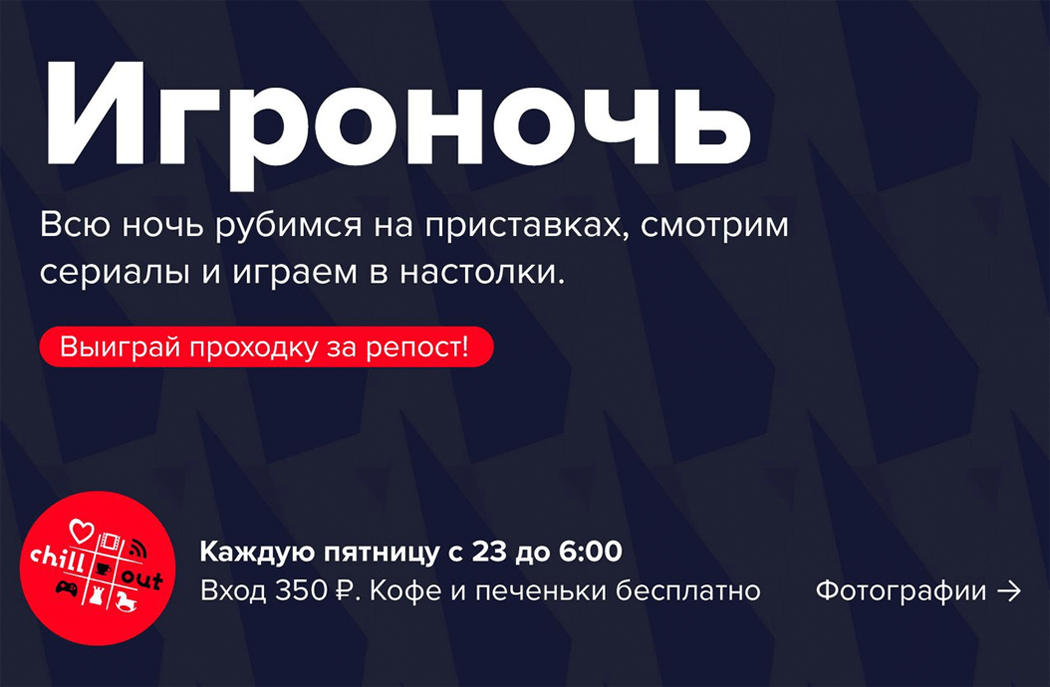 Игроночь
Всю ночь рубимся на приставках, смотрим
сериалы и играем в настолки.
Выиграй проходку за репост!
chill
out
Каждую пятницу с 23 до 6:00
Вход 350 ₽. Кофе и печеньки бесплатно
Фотографии →